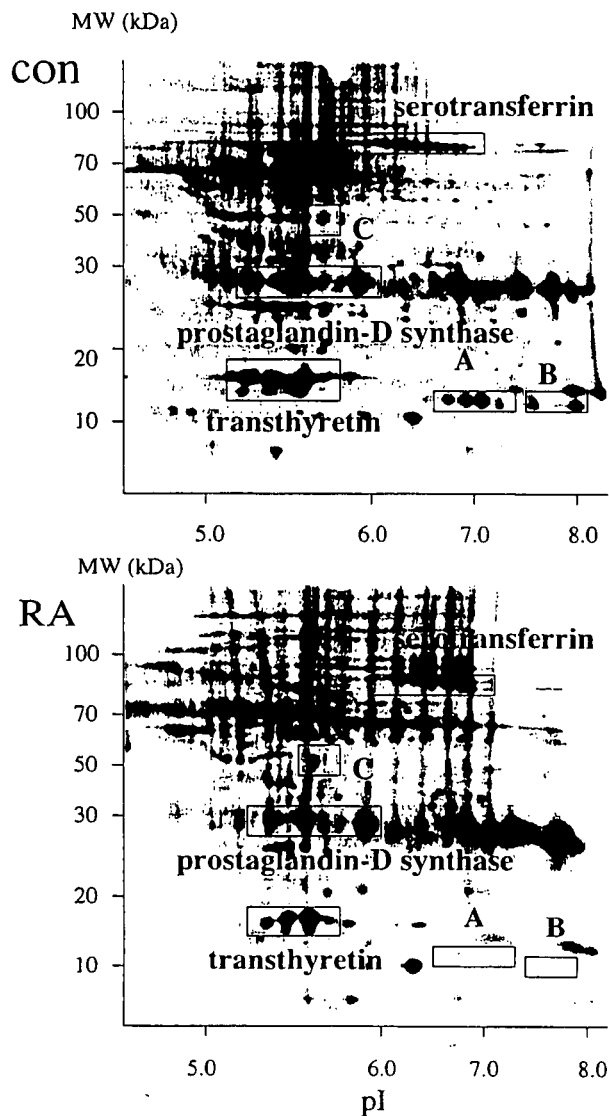 MW (kDa)
con
100
serotransferrin
70
50
C
30
prostaglandin-D synthase
A
20
B
10
transthyretin
5.0 6.0 7.0 8.0
MW (kDa)
RA
100
serotransferrin
70
50
C
30
prostaglandin-D synthase
20
A
B
10
transthyretin
5.0 6.0 7.0 8.0
pI